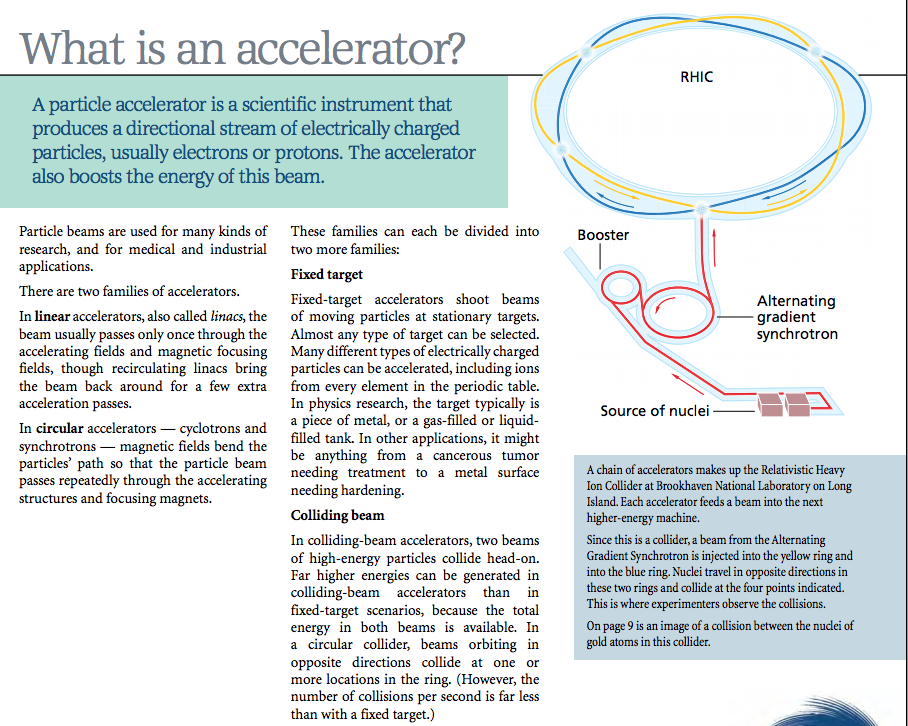 What is an accelerator?
A particle accelerator is a scientific instrument that
produces a directional stream of electrically charged
particles, usually electrons or protons. The accelerator
also boosts the energy of this beam.
Particle beams are used for many kinds of
research, and for medical and industrial
applications.
There are two families of accelerators.
In linear accelerators, also called linacs, the
beam usually passes only once through the
accelerating fields and magnetic focusing
fields, though recirculating linacs bring
the beam back around for a few extra
acceleration passes.
In circular accelerators — cyclotrons and
synchrotrons — magnetic fields bend the
particles' path so that the particle beam
passes repeatedly through the accelerating
structures and focusing magnets.
These families can each be divided into
two more families:
Fixed target
Fixed-target accelerators shoot beams
of moving particles at stationary targets.
Almost any type of target can be selected.
Many different types of electrically charged
particles can be accelerated, including ions
from every element in the periodic table.
In physics research, the target typically is
a piece of metal, or a gas-filled or liquid-
filled tank. In other applications, it might
be anything from a cancerous tumor
needing treatment to a metal surface
needing hardening.
Colliding beam
In colliding-beam accelerators, two beams
of high-energy particles collide head-on.
Far higher energies can be generated in
colliding-beam accelerators than in
fixed-target scenarios, because the total
energy in both beams is available. In
a circular collider, beams orbiting in
opposite directions collide at one or
more locations in the ring. (However, the
number of collisions per second is far less
than with a fixed target.)
RHIC
Booster
Alternating
gradient
synchrotron
Source of nuclei
A chain of accelerators makes up the Relativistic Heavy
Ion Collider at Brookhaven National Laboratory on Long
Island. Each accelerator feeds a beam into the next
higher-energy machine.
Since this is a collider, a beam from the Alternating
Gradient Synchrotron is injected into the yellow ring and
into the blue ring. Nuclei travel in opposite directions in
these two rings and collide at the four points indicated.
This is where experimenters observe the collisions.
On page 9 is an image of a collision between the nuclei of
gold atoms in this collider.